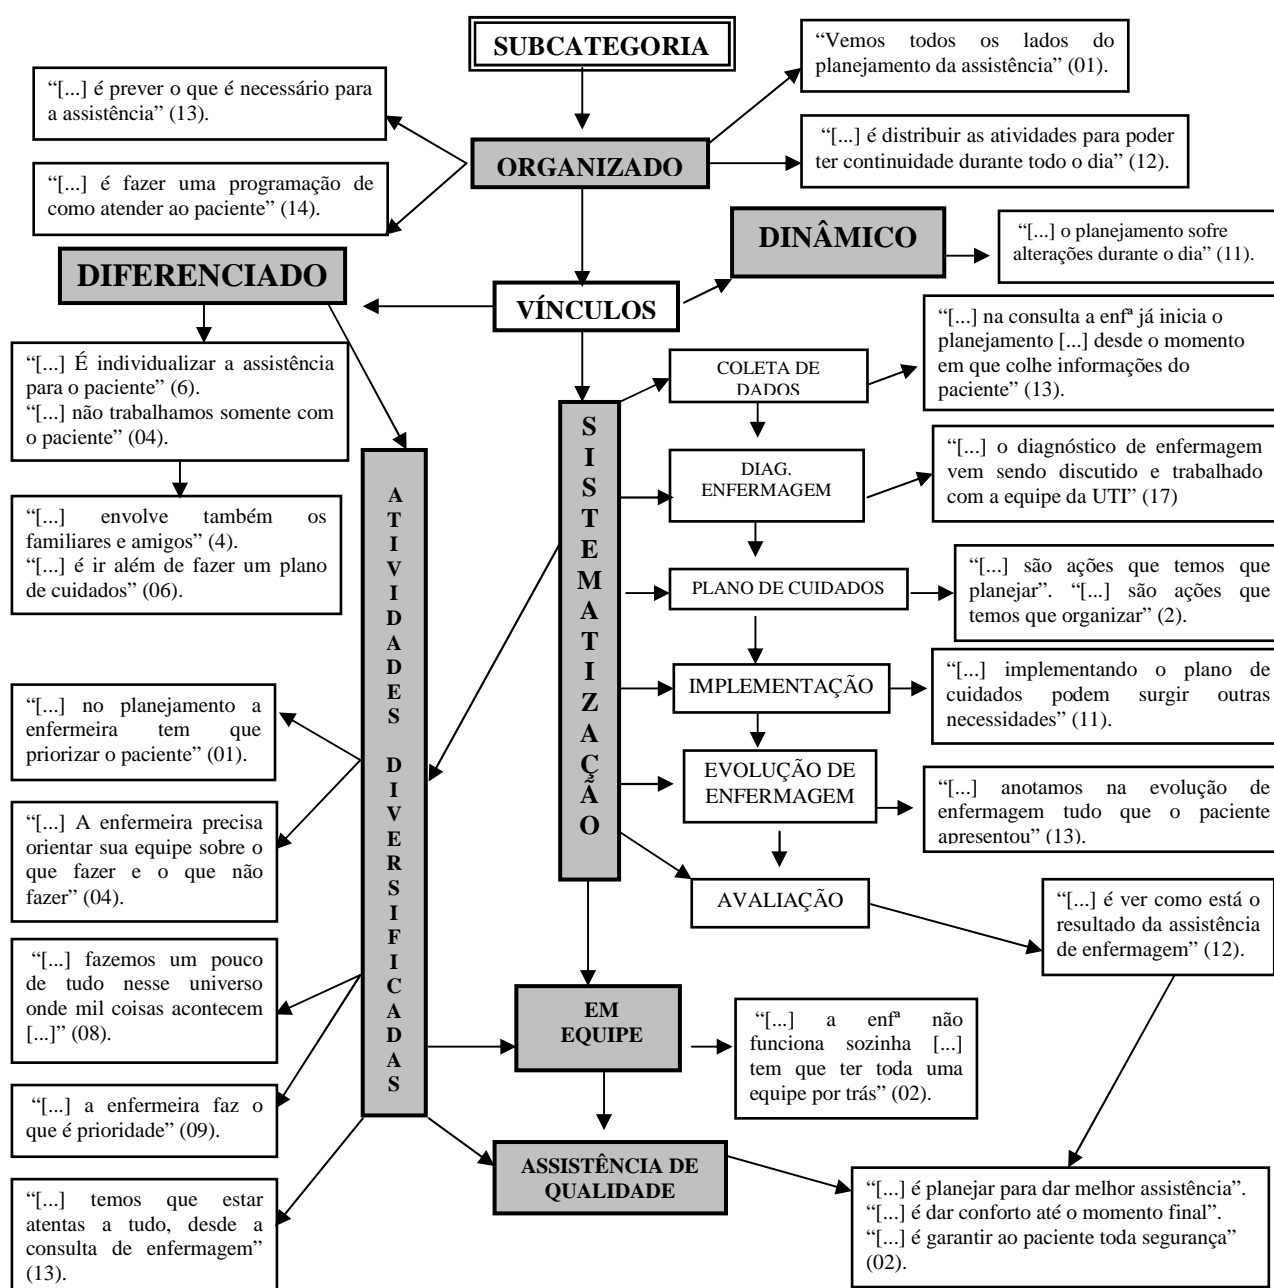 SUBCATEGORIA
“Vemos todos os lados do
planejamento da assistência” (01).
“[...] é prever o que é necessário para
a assistência” (13).
“[...] é distribuir as atividades para poder
ter continuidade durante todo o dia” (12).
ORGANIZADO
“[...] é fazer uma programação de
como atender ao paciente” (14).
DINÂMICO
“[...] o planejamento sofre
alterações durante o dia” (11).
DIFERENCIADO
VÍNCULOS
“[...] É individualizar a assistência
para o paciente” (6).
“[...] não trabalhamos somente com
o paciente” (04).
COLETA DE
DADOS
“[...] na consulta a enfª já inicia o
planejamento [...] desde o momento
em que colhe informações do
paciente” (13).
SISTEMATIZAÇÃO
ATIVIDADES DIVERSIFICADAS
DIAG.
ENFERMAGEM
“[...] o diagnóstico de enfermagem
vem sendo discutido e trabalhado
com a equipe da UTI” (17)
“[...] envolve também os
familiares e amigos” (4).
“[...] é ir além de fazer um plano
de cuidados” (06).
PLANO DE CUIDADOS
“[...] são ações que temos que
planejar”. “[...] são ações que
temos que organizar” (2).
IMPLEMENTAÇÃO
“[...] implementando o plano de
cuidados podem surgir outras
necessidades” (11).
“[...] no planejamento a
enfermeira tem que
priorizar o paciente” (01).
EVOLUÇÃO DE
ENFERMAGEM
“[...] anotamos na evolução de
enfermagem tudo que o paciente
apresentou” (13).
“[...] A enfermeira precisa
orientar sua equipe sobre o
que fazer e o que não
fazer” (04).
AVALIAÇÃO
“[...] é ver como está o
resultado da assistência
de enfermagem” (12).
“[...] fazemos um pouco
de tudo nesse universo
onde mil coisas acontecem
[...]” (08).
EM
EQUIPE
“[...] a enfª não
funciona sozinha [...]
tem que ter toda uma
equipe por trás” (02).
“[...] a enfermeira faz o
que é prioridade” (09).
ASSISTÊNCIA DE
QUALIDADE
“[...] temos que estar
atentas a tudo, desde a
consulta de enfermagem”
(13).
“[...] é planejar para dar melhor assistência”.
“[...] é dar conforto até o momento final”.
“[...] é garantir ao paciente toda segurança”
(02).